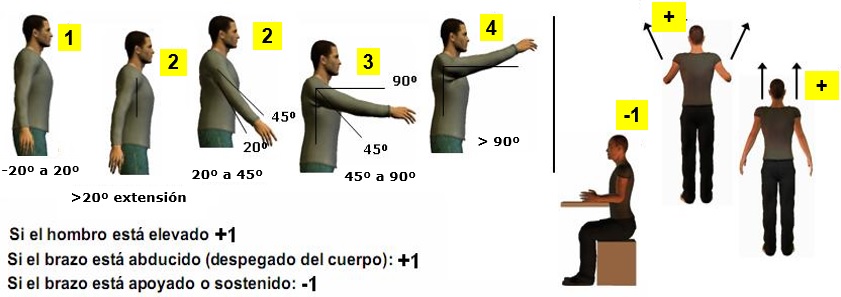 1
2
2
3
4
+
+
-1
90º
45º
20º
45º
> 90º
-20º a 20º
>20º extensión
20º a 45º
45º a 90º
Si el hombro está elevado +1
Si el brazo está abducido (despegado del cuerpo): +1
Si el brazo está apoyado o sostenido: -1